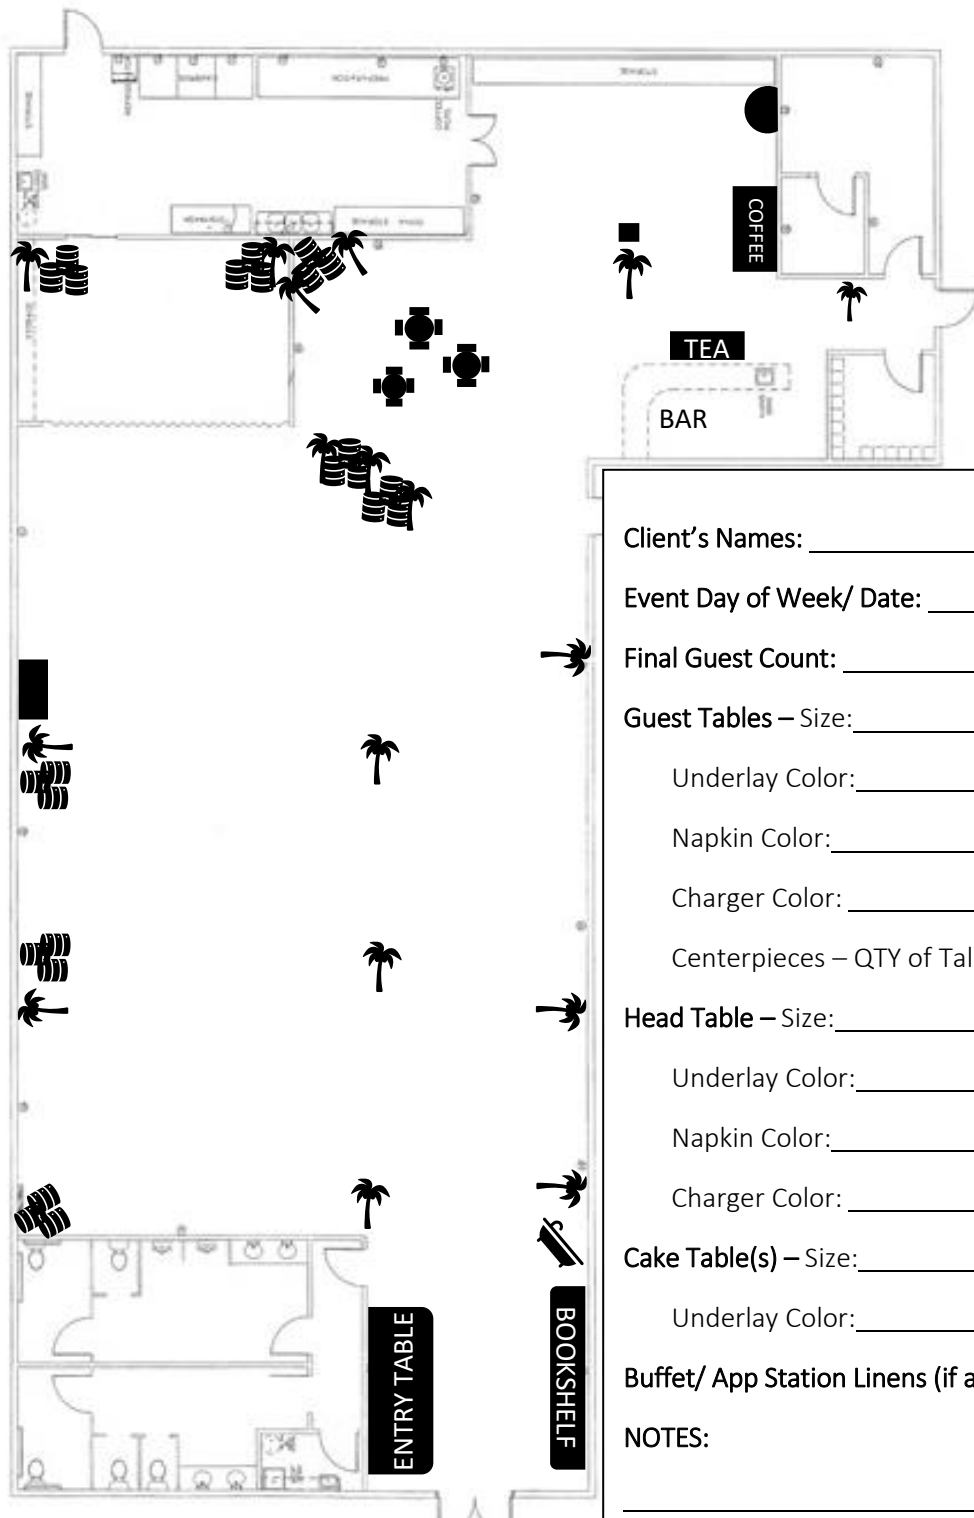 STORAGE
COFFEE
TEA
BAR
Client’s Names:
Event Day of Week/ Date:
Final Guest Count:
Guest Tables – Size:
Underlay Color:
Napkin Color:
Charger Color:
Centerpieces – QTY of Tal
Head Table – Size:
Underlay Color:
Napkin Color:
Charger Color:
Cake Table(s) – Size:
Underlay Color:
Buffet/ App Station Linens (if a
NOTES:
ENTRY TABLE
BOOKSHELF